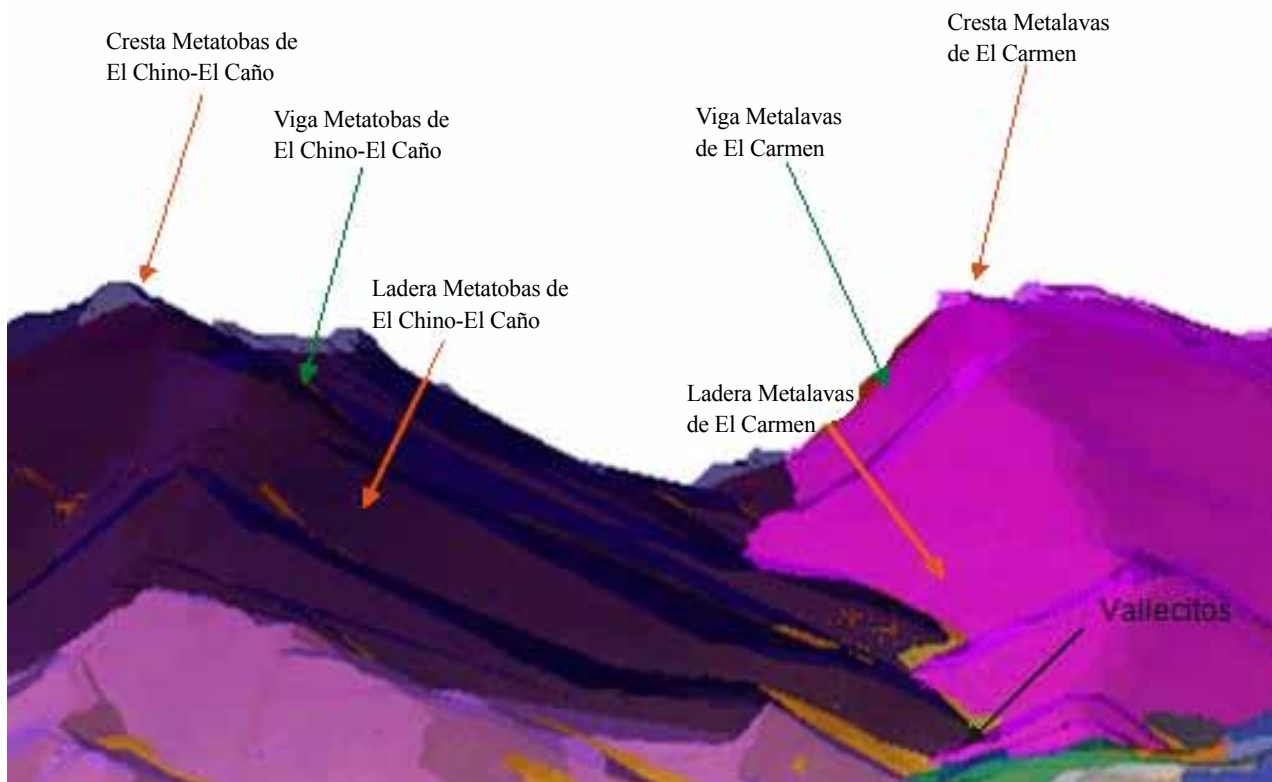 Cresta Metatobas de
El Chino-El Caño
Cresta Metalavas
de El Carmen
Viga Metatobas de
El Chino-El Caño
Viga Metalavas
de El Carmen
Ladera Metatobas de
El Chino-El Caño
Ladera Metalavas
de El Carmen
Vallecitos